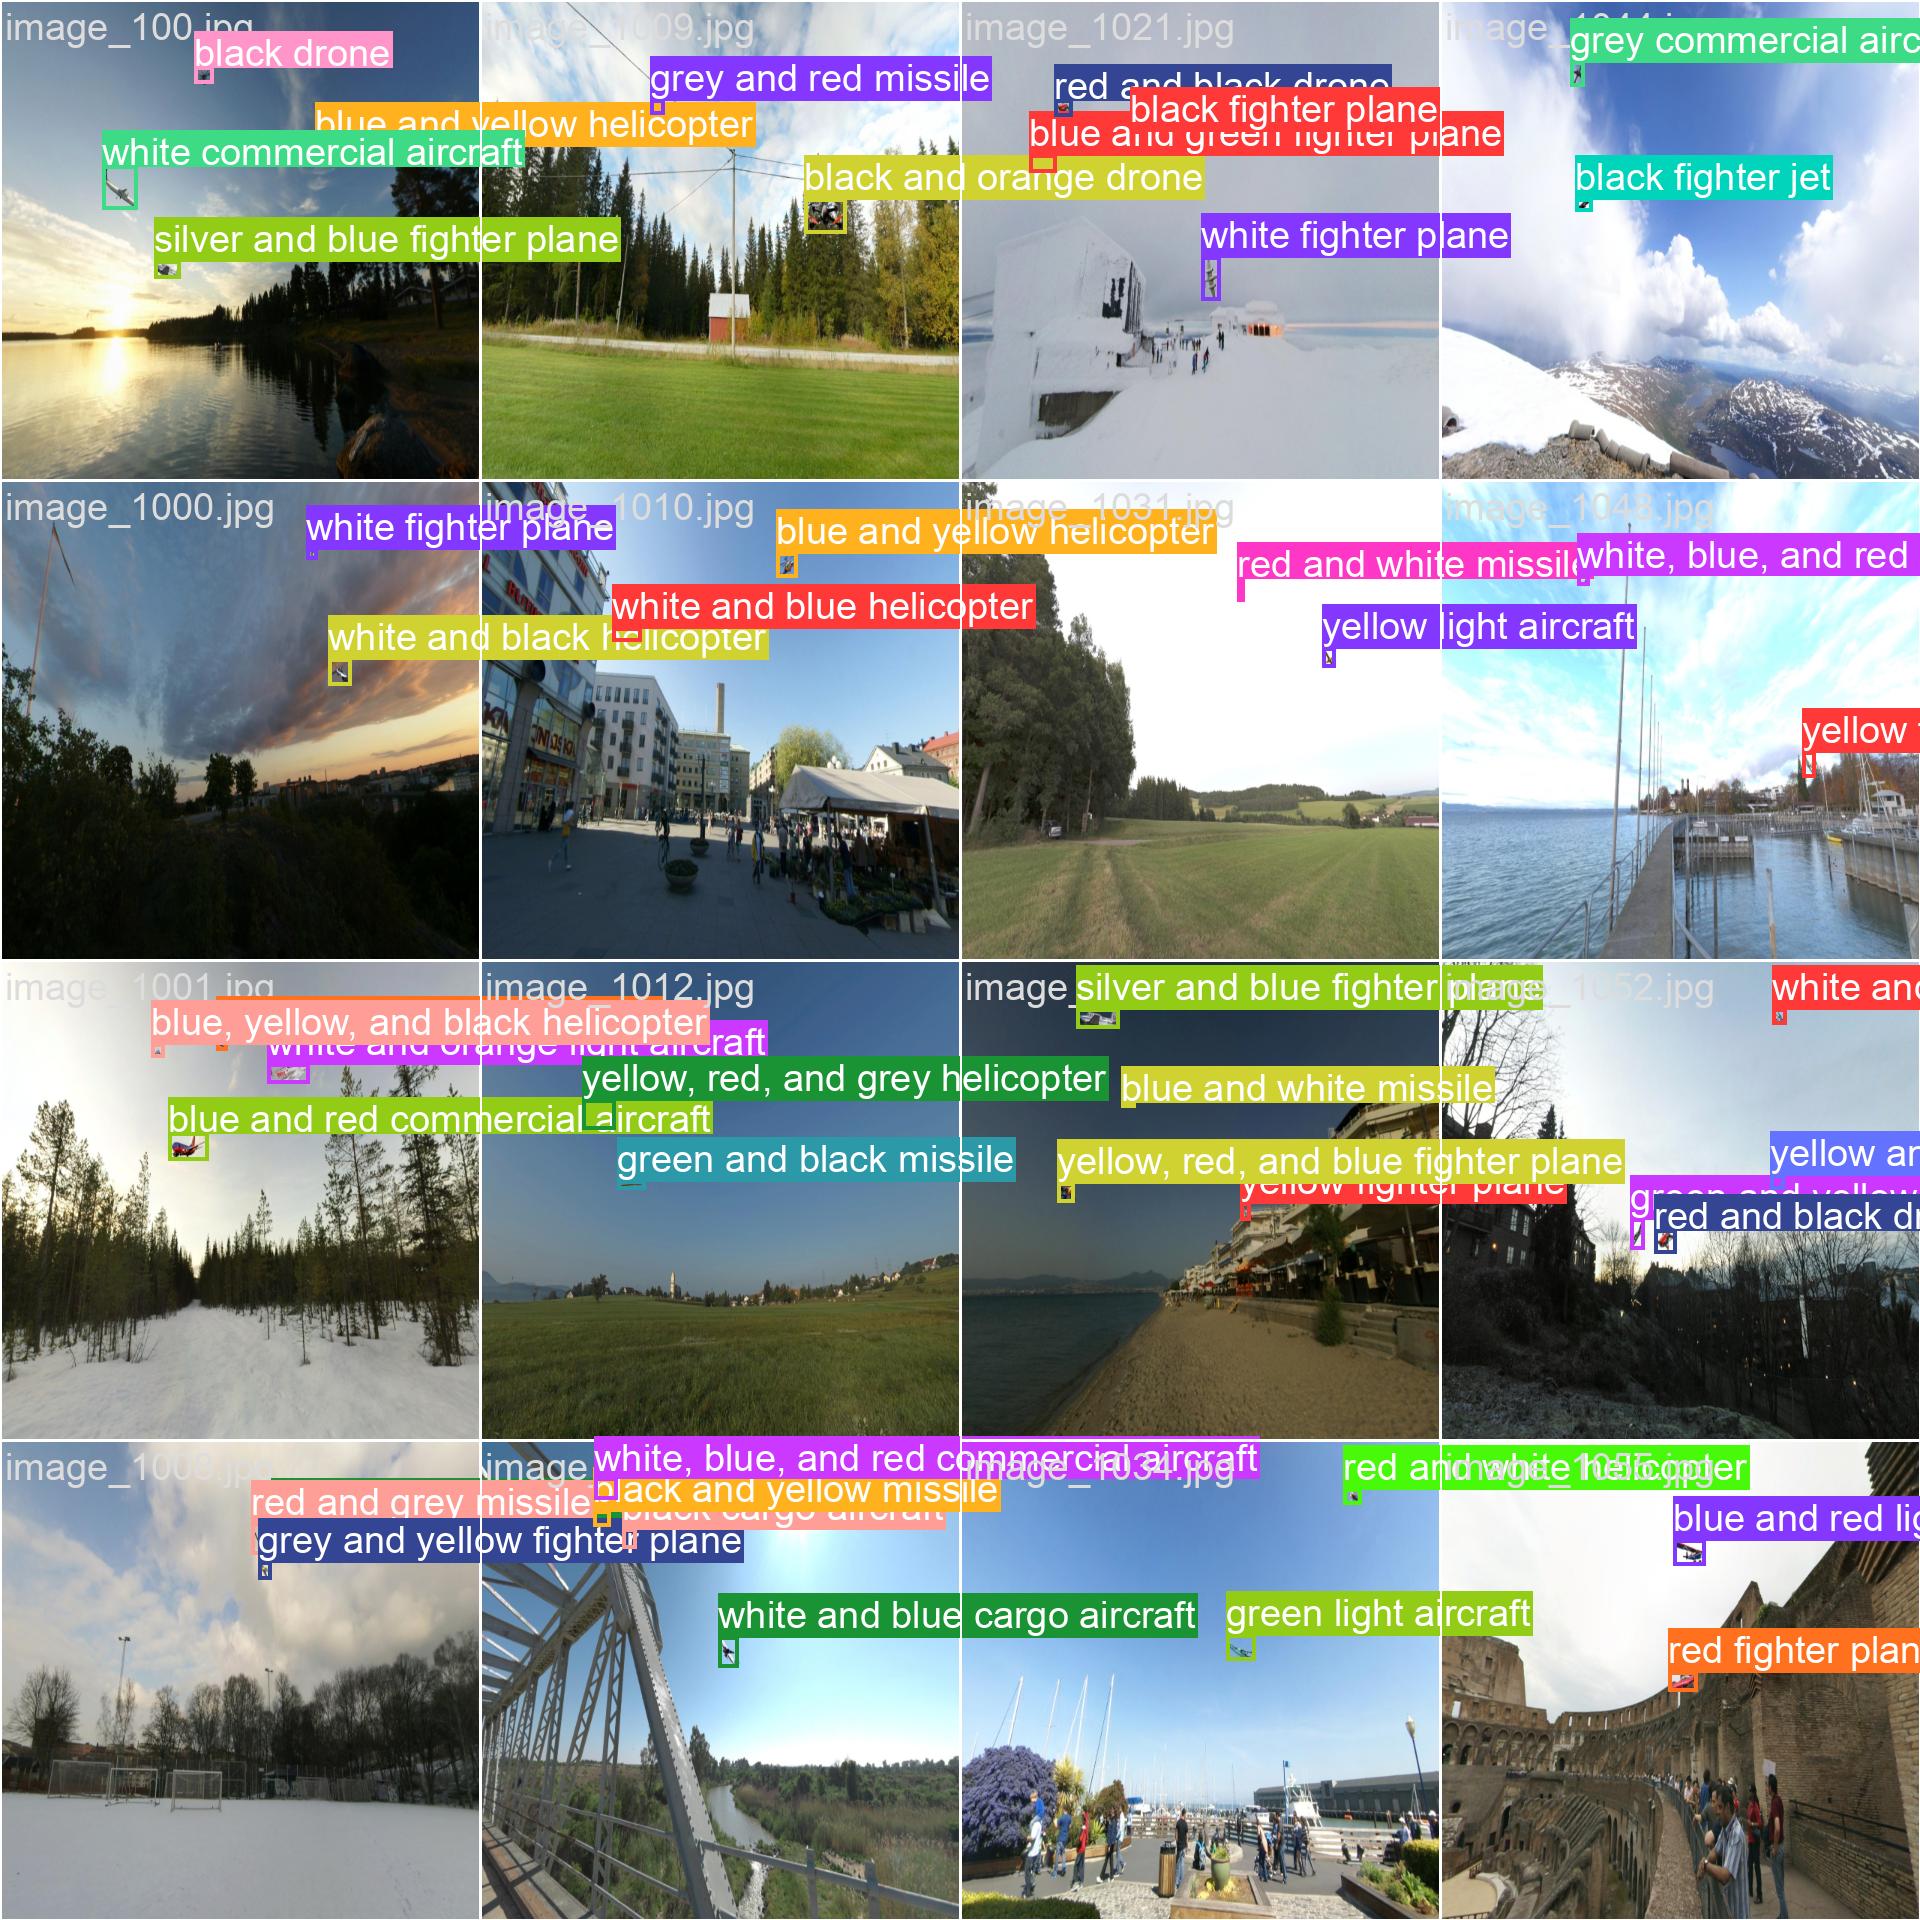 image_100.jpg
black drone
blue and yellow helicopter
white commercial aircraft
silver and blue fighter plane
image_1009.jpg
grey and red missile
black and orange drone
image_1021.jpg
red and black drone
black fighter plane
blue and green fighter plane
white fighter plane
grey commercial airc
black fighter jet
image_1000.jpg
white fighter plane
white and black helicopter
image_1010.jpg
blue and yellow helicopter
white and blue helicopter
image_1031.jpg
red and white missile
yellow light aircraft
image_1048.jpg
white, blue, and red
yellow
image_1001.jpg
blue, yellow, and black helicopter
white and orange light aircraft
blue and red commercial aircraft
image_1012.jpg
yellow, red, and grey helicopter
green and black missile
image_
silver and blue fighter plane
blue and white missile
yellow, red, and blue fighter plane
yellow fighter plane
image_1052.jpg
white and
yellow an
green and yellow
red and black dr
image_1008.jpg
red and grey missile
grey and yellow fighter plane
image_
white, blue, and red commercial aircraft
black and yellow missile
black cargo aircraft
white and blue cargo aircraft
image_1034.jpg
red and white helicopter
green light aircraft
image_1055.jpg
blue and red lig
red fighter plan